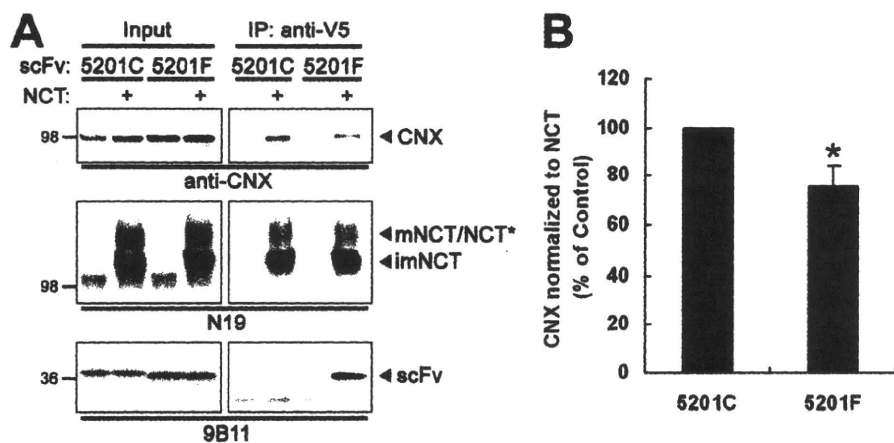 A
Input IP: anti-V5
scFv: 5201C 5201F 5201C 5201F
NCT: + + + +
98 CNX
anti-CNX
mNCT/NCT*
imNCT
98
N19
36 scFv
9B11
B
CNX normalized to NCT
(% of Control)
120
100
80
60
40
20
0
*
5201C 5201F